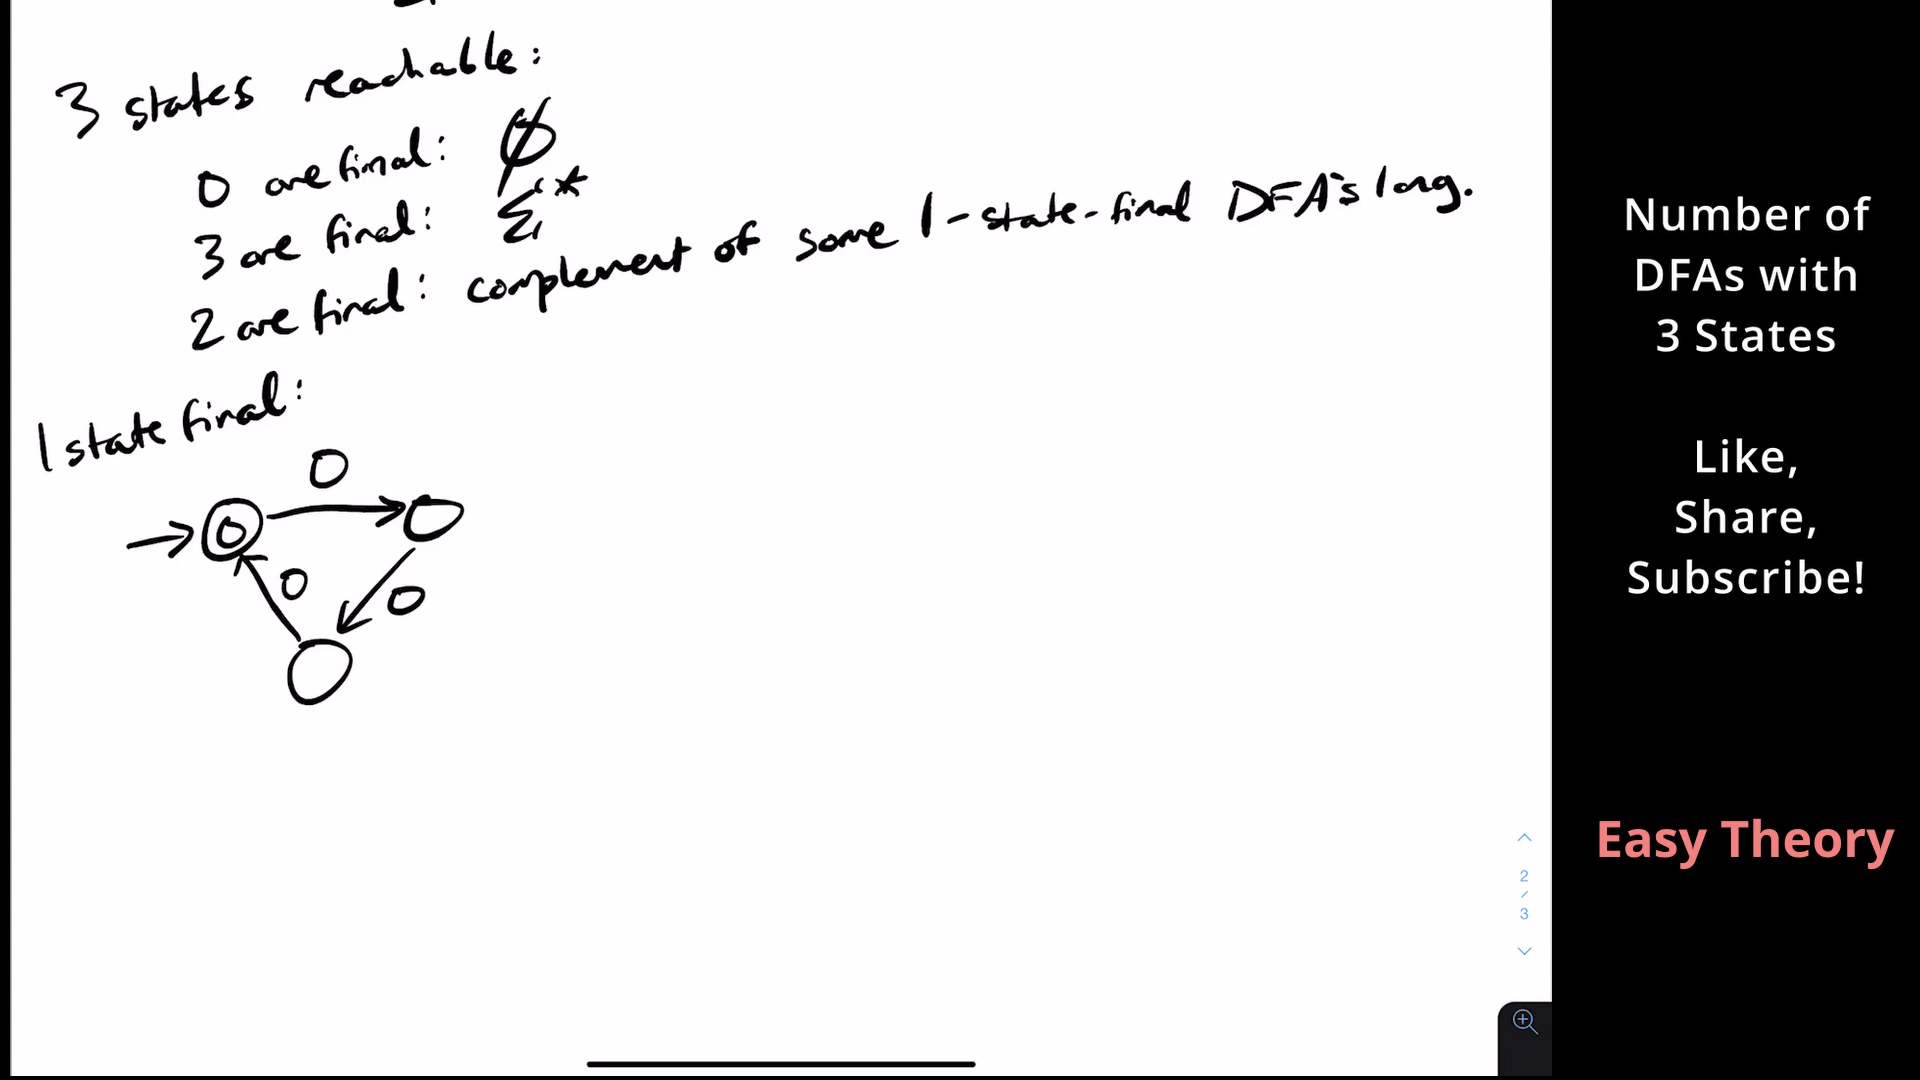 3 states reachable:
0 are final: ∅
3 are final: Σ*
2 are final: complement of some 1-state-final DFA's lang.
1 state final:
0
0
0
0
Number of
DFAs with
3 States
Like,
Share,
Subscribe!
Easy Theory
2
/
3